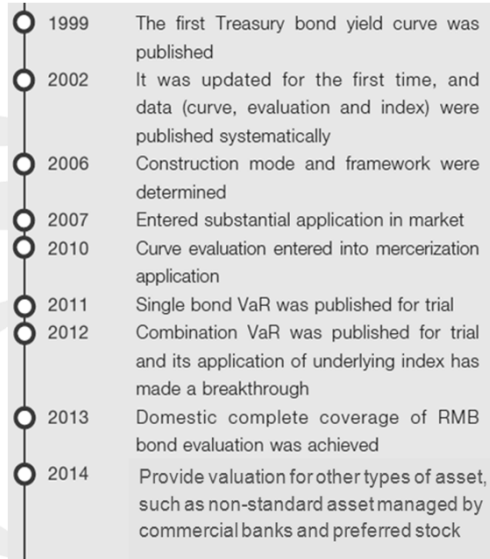 1999 The first Treasury bond yield curve was
published
2002 It was updated for the first time, and
data (curve, evaluation and index) were
published systematically
2006 Construction mode and framework were
determined
2007 Entered substantial application in market
2010 Curve evaluation entered into mercerization
application
2011 Single bond VaR was published for trial
2012 Combination VaR was published for trial
and its application of underlying index has
made a breakthrough
2013 Domestic complete coverage of RMB
bond evaluation was achieved
2014 Provide valuation for other types of asset,
such as non-standard asset managed by
commercial banks and preferred stock